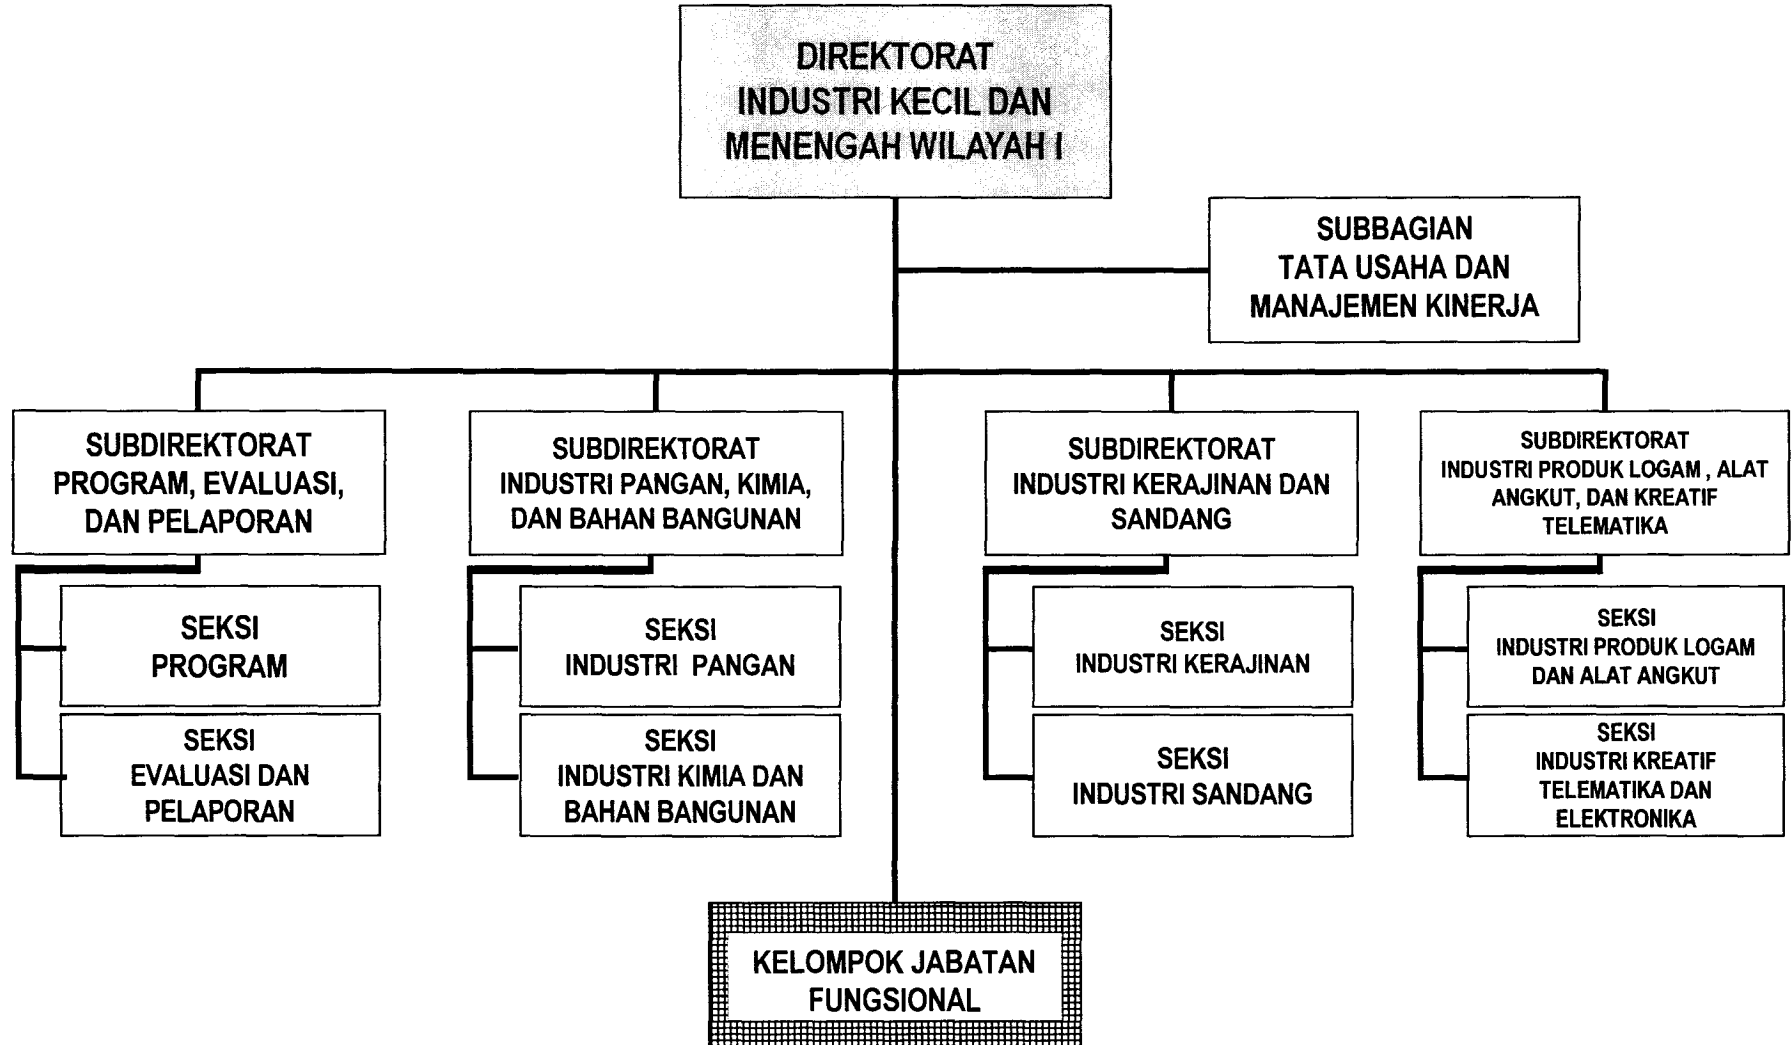 DIREKTORAT
INDUSTRI KECIL DAN
MENENGAH WILAYAH I
SUBBAGIAN
TATA USAHA DAN
MANAJEMEN KINERJA
SUBDIREKTORAT
PROGRAM, EVALUASI,
DAN PELAPORAN
SUBDIREKTORAT
INDUSTRI PANGAN, KIMIA,
DAN BAHAN BANGUNAN
SUBDIREKTORAT
INDUSTRI KERAJINAN DAN
SANDANG
SUBDIREKTORAT
INDUSTRI PRODUK LOGAM , ALAT
ANGKUT, DAN KREATIF
TELEMATIKA
SEKSI
PROGRAM
SEKSI
INDUSTRI PANGAN
SEKSI
INDUSTRI KERAJINAN
SEKSI
INDUSTRI PRODUK LOGAM
DAN ALAT ANGKUT
SEKSI
EVALUASI DAN
PELAPORAN
SEKSI
INDUSTRI KIMIA DAN
BAHAN BANGUNAN
SEKSI
INDUSTRI SANDANG
SEKSI
INDUSTRI KREATIF
TELEMATIKA DAN
ELEKTRONIKA
KELOMPOK JABATAN
FUNGSIONAL